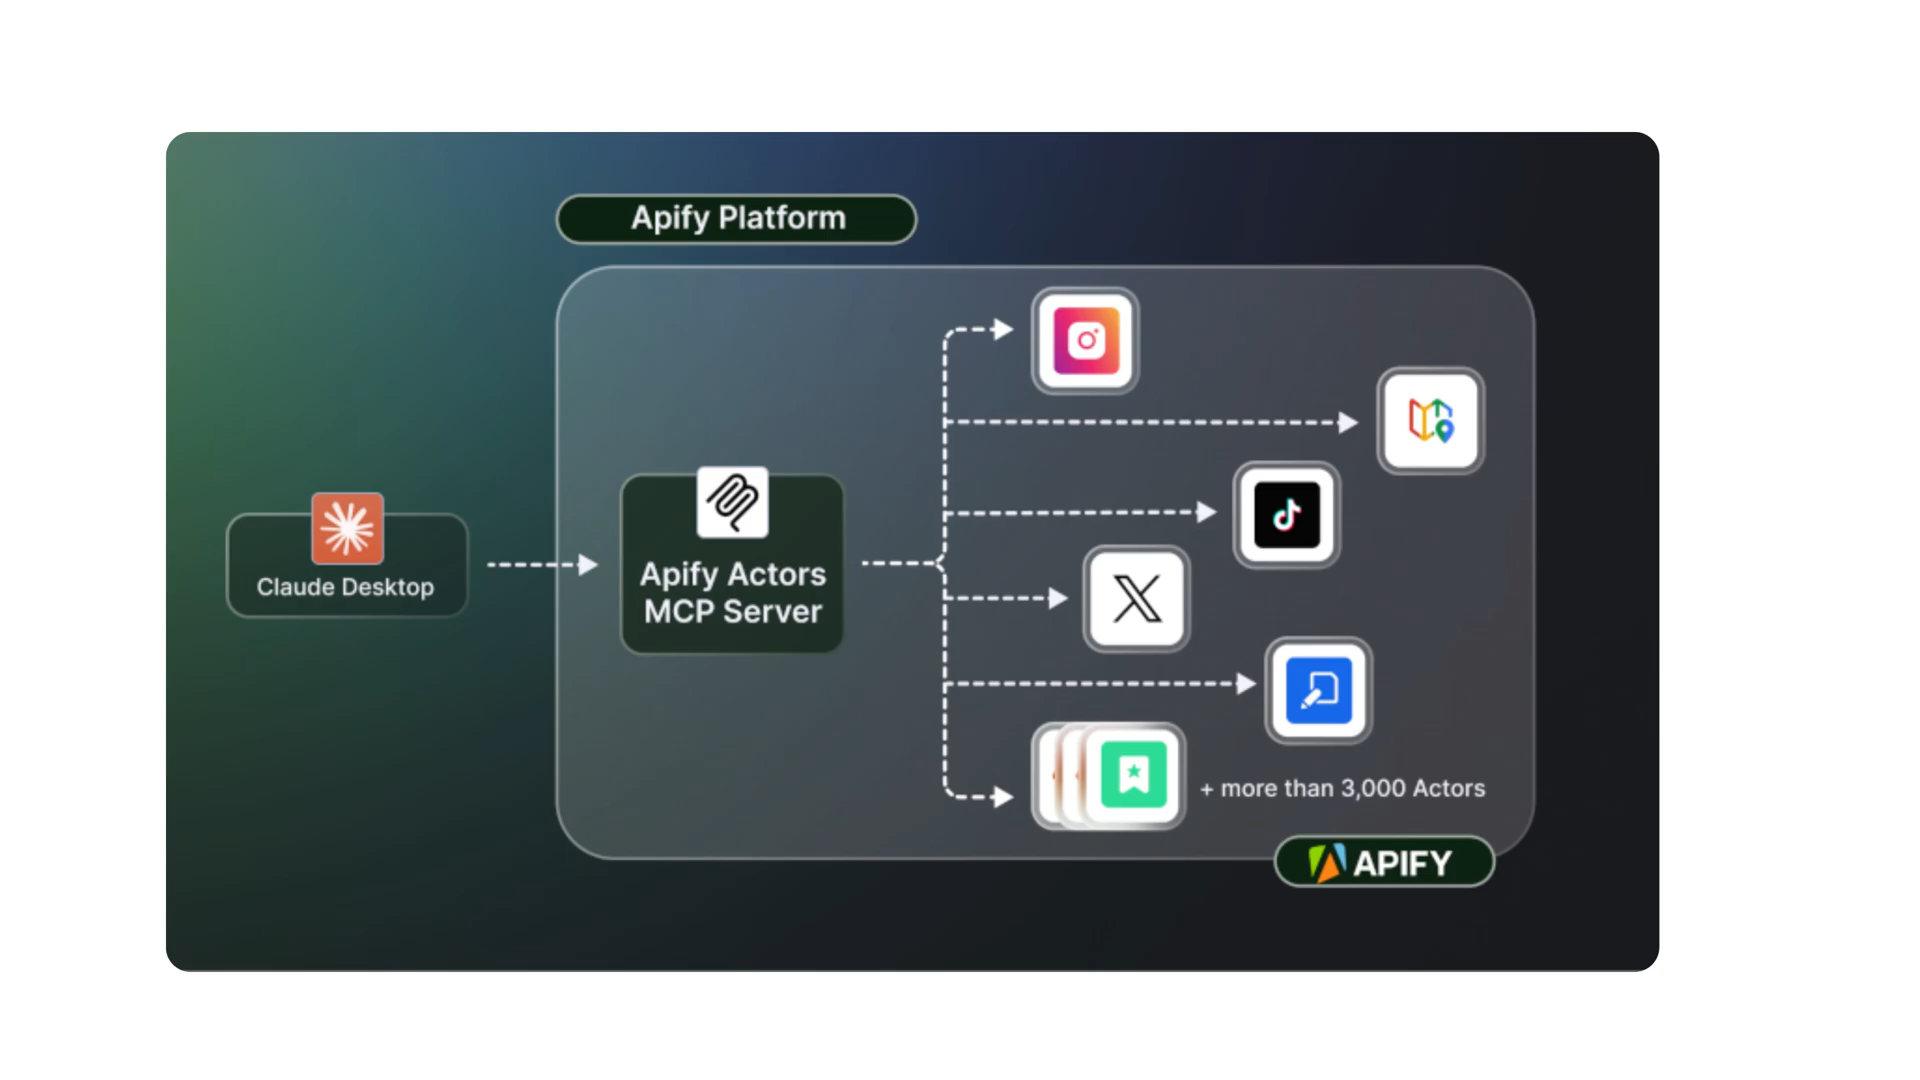 Apify Platform
Claude Desktop
Apify Actors
MCP Server
+ more than 3,000 Actors
APIFY